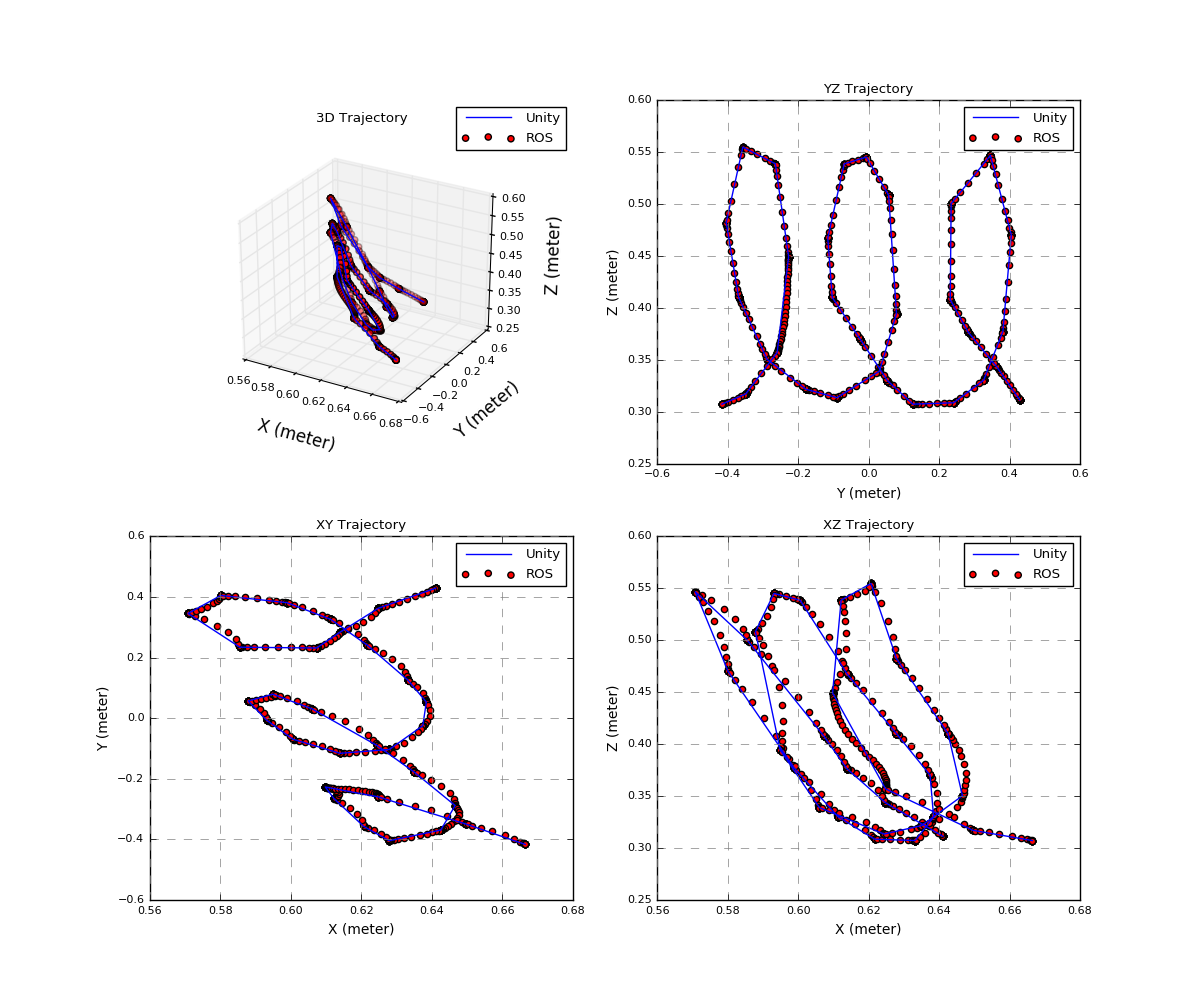 3D Trajectory
Unity
ROS
0.60
0.55
0.50
0.45
0.40
0.35
0.30
0.25
Z (meter)
0.6
0.4
0.2
0.0
−0.2
−0.4
−0.6
Y (meter)
0.56 0.58 0.60 0.62 0.64 0.66 0.68
X (meter)
YZ Trajectory
Unity
ROS
0.60
0.55
0.50
0.45
0.40
0.35
0.30
0.25
Z (meter)
−0.6 −0.4 −0.2 0.0 0.2 0.4 0.6
Y (meter)
XY Trajectory
Unity
ROS
0.6
0.4
0.2
0.0
−0.2
−0.4
−0.6
Y (meter)
0.56 0.58 0.60 0.62 0.64 0.66 0.68
X (meter)
XZ Trajectory
Unity
ROS
0.60
0.55
0.50
0.45
0.40
0.35
0.30
0.25
Z (meter)
0.56 0.58 0.60 0.62 0.64 0.66 0.68
X (meter)